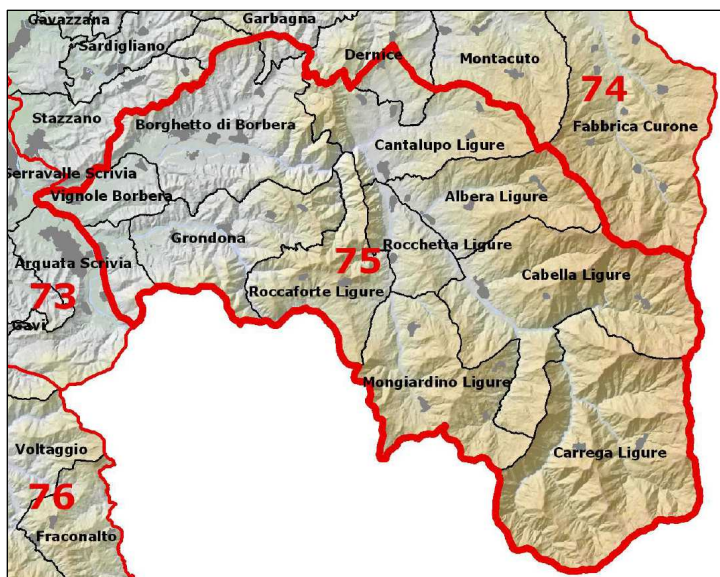 Gavazzana
Garbagna
Sardigliano
Dernice
Montacuto
74
Stazzano
Borghetto di Borbera
Fabbrica Curone
Cantalupo Ligure
Serravalle Scrivia
Vignole Borbera
Albera Ligure
Grondona
Rocchetta Ligure
Arquata Scrivia
75
Cabella Ligure
73
Roccaforte Ligure
Gavi
Mongiardino Ligure
Voltaggio
Carrega Ligure
76
Fraconalto